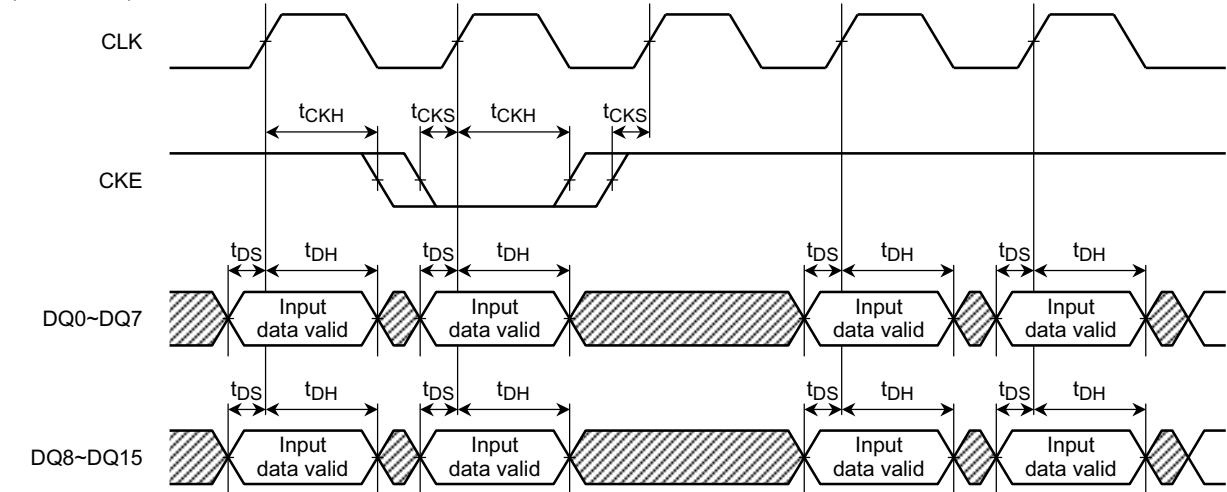 CLK
tCKH tCKS tCKH tCKS
CKE
tDS tDH tDS tDH tDS tDH tDS tDH
DQ0~DQ7
Input data valid
Input data valid
Input data valid
Input data valid
tDS tDH tDS tDH tDS tDH tDS tDH
DQ8~DQ15
Input data valid
Input data valid
Input data valid
Input data valid